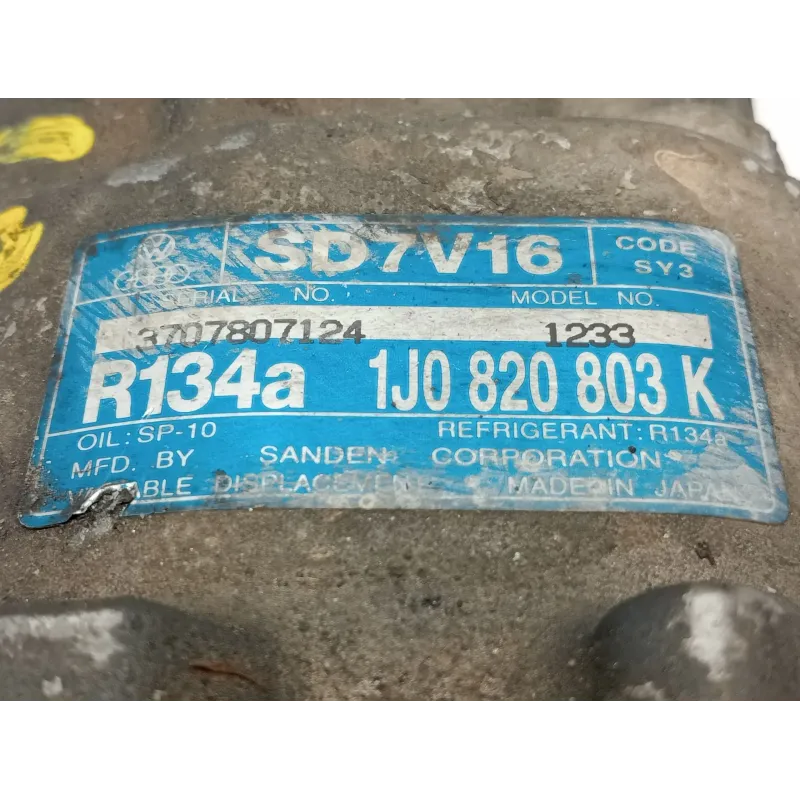 SD7V16
CODE
SY3
SERIAL NO. MODEL NO.
3707807124 1233
R134a 1J0 820 803 K
OIL: SP-10 REFRIGERANT: R134a
MFD. BY SANDEN CORPORATION
DISPLACEMENT MADE IN JAPAN